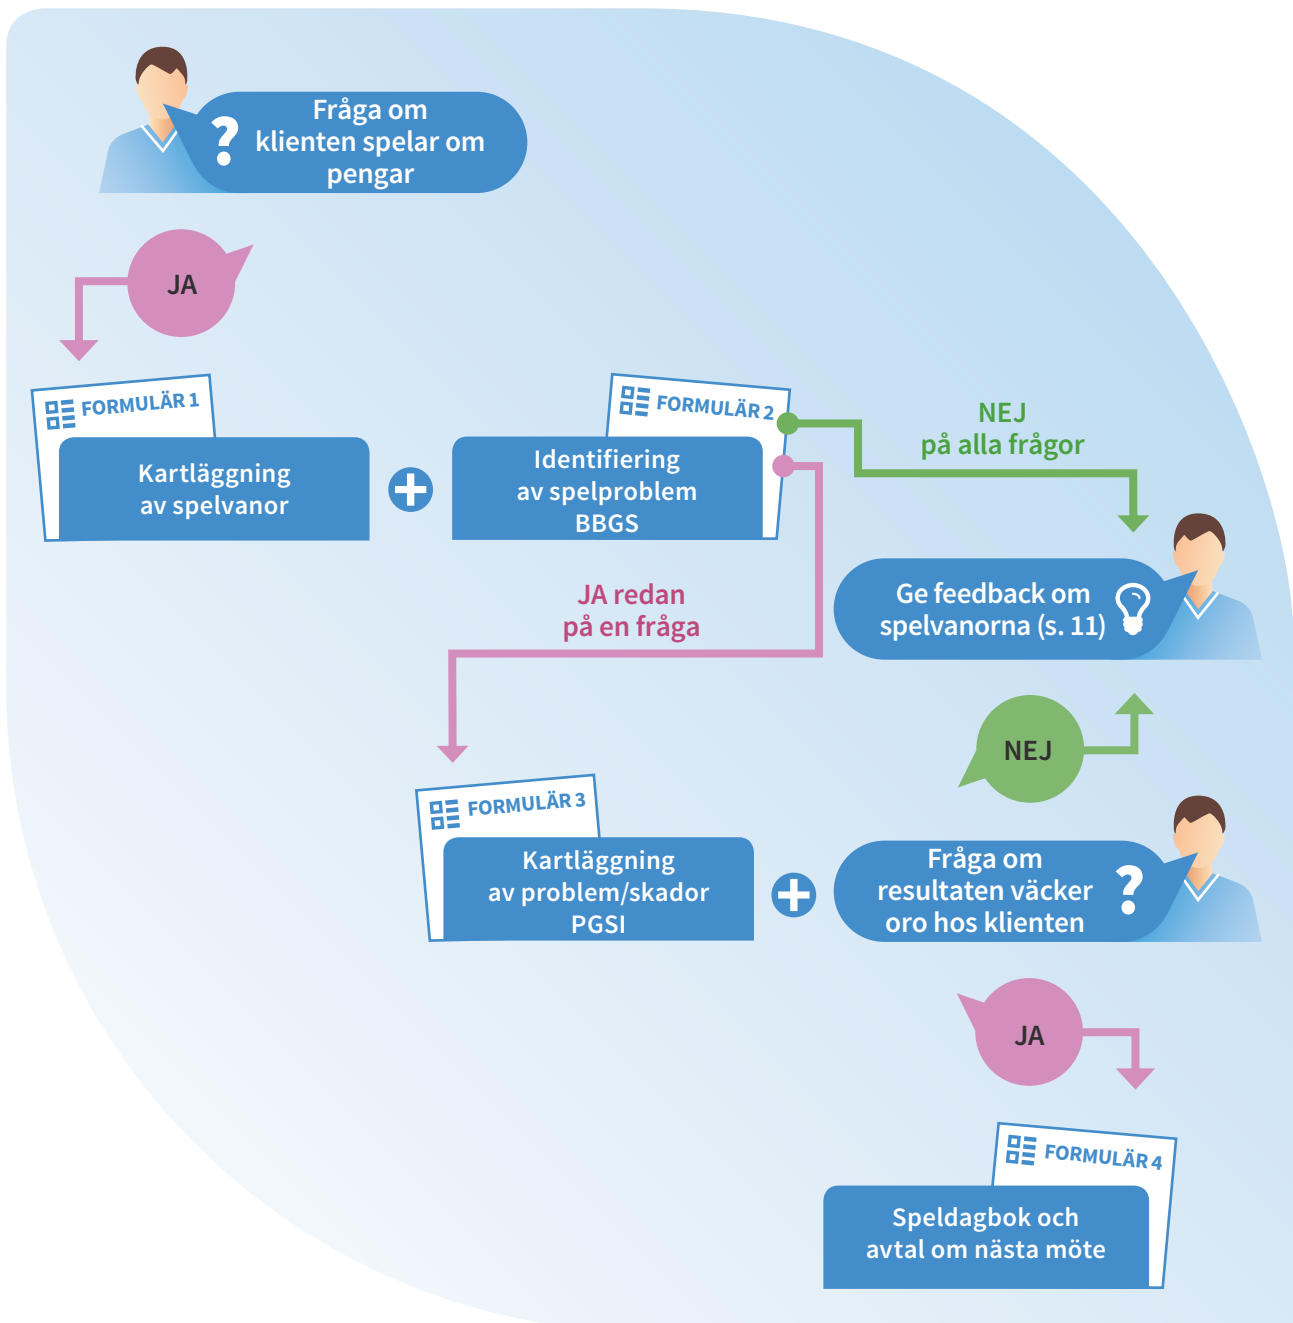 Fråga om
klienten spelar om
pengar
?
JA
FORMULÄR 1
Kartläggning
av spelvanor
FORMULÄR 2
Identifiering
av spelproblem
BBGS
NEJ
på alla frågor
JA redan
på en fråga
Ge feedback om
spelvanorna (s. 11)
NEJ
FORMULÄR 3
Kartläggning
av problem/skador
PGSI
Fråga om
resultaten väcker
oro hos klienten
?
JA
FORMULÄR 4
Speldagbok och
avtal om nästa möte